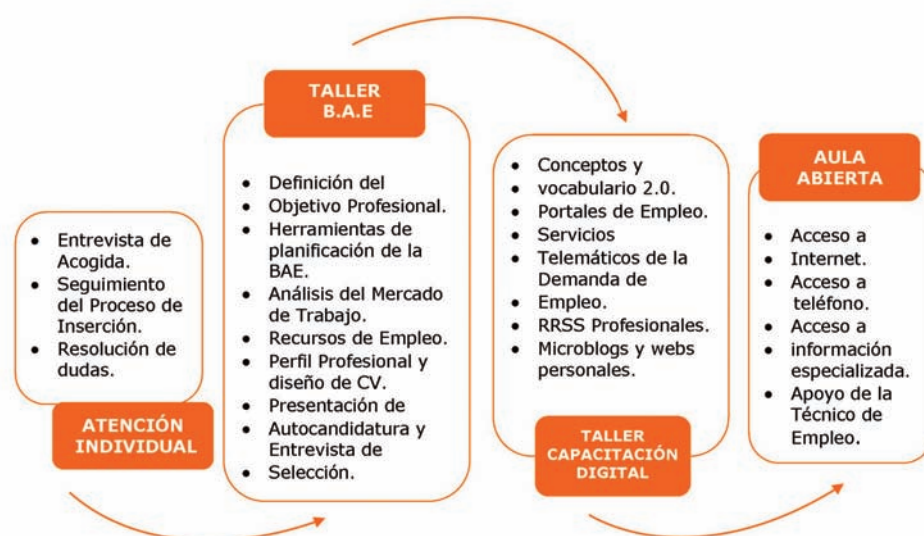 • Entrevista de
Acogida.
• Seguimiento
del Proceso de
Inserción.
• Resolución de
dudas.
ATENCIÓN
INDIVIDUAL
TALLER
B.A.E
• Definición del
• Objetivo Profesional.
• Herramientas de
planificación de la
BAE.
• Análisis del Mercado
de Trabajo.
• Recursos de Empleo.
• Perfil Profesional y
diseño de CV.
• Presentación de
• Autocandidatura y
Entrevista de
• Selección.
• Conceptos y
• vocabulario 2.0.
• Portales de Empleo.
• Servicios
• Telemáticos de la
Demanda de
• Empleo.
• RRSS Profesionales.
• Microblogs y webs
personales.
TALLER
CAPACITACIÓN
DIGITAL
AULA
ABIERTA
• Acceso a
• Internet.
• Acceso a
• teléfono.
• Acceso a
• información
especializada.
• Apoyo de la
Técnico de
Empleo.